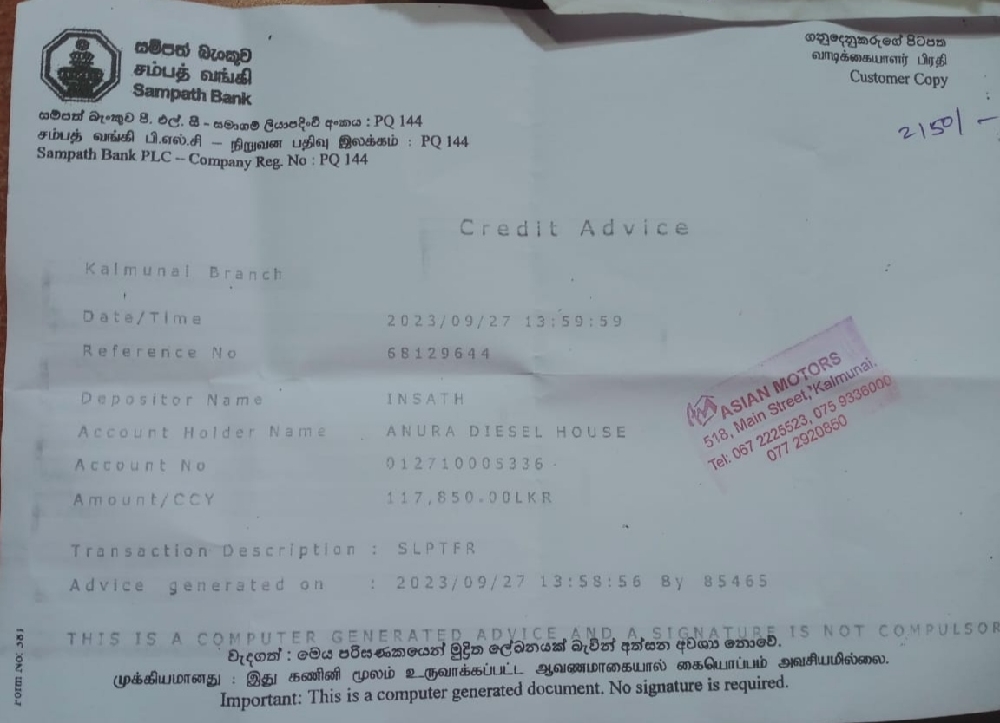 සම්පත් බැංකුව
சம்பத் வங்கி
Sampath Bank
සම්පත් බැංකුව පී. එල්. සී - සමාගම් ලියාපදිංචි අංකය : PQ 144
சம்பத் வங்கி பி.எல்.சி – நிறுவன பதிவு இலக்கம் : PQ 144
Sampath Bank PLC – Company Reg. No : PQ 144
ගනුදෙනුකරුගේ පිටපත
வாடிக்கையாளர் பிரதி
Customer Copy
2150/-
Credit Advice
Kalmunai Branch
Date/Time 2023/09/27 13:59:59
Reference No 68129644
Depositor Name INSATH
Account Holder Name ANURA DIESEL HOUSE
Account No 012710005336
Amount/CCY 117,850.00LKR
ASIAN MOTORS
518, Main Street, Kalmunai.
Tel: 067 2225523, 075 9336000
077 2920860
Transaction Description : SLPTFR
Advice generated on : 2023/09/27 13:58:56 By 85465
THIS IS A COMPUTER GENERATED ADVICE AND A SIGNATURE IS NOT COMPULSOR
වැදගත් : මෙය පරිගණකයෙන් මුද්‍රිත ලේඛනයක් බැවින් අත්සන අවශ්‍ය නොවේ.
முக்கியமானது : இது கணினி மூலம் உருவாக்கப்பட்ட ஆவணமாகையால் கையொப்பம் அவசியமில்லை.
Important: This is a computer generated document. No signature is required.
Form No. 381